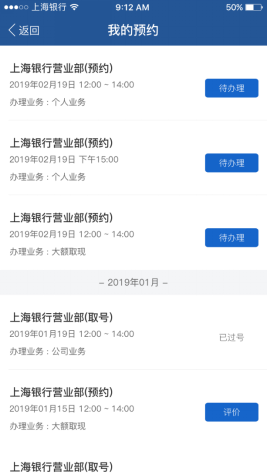 上海银行 9:12 AM 50%
返回 我的预约
上海银行营业部(预约)
2019年02月19日 12:00 ~ 14:00 待办理
办理业务：个人业务
上海银行营业部(预约)
2019年02月19日 下午15:00 待办理
办理业务：个人业务
上海银行营业部(预约)
2019年02月19日 12:00 ~ 14:00 待办理
办理业务：大额取现
~ 2019年01月 ~
上海银行营业部(取号)
2019年01月19日 12:00 ~ 14:00 已过号
办理业务：公司业务
上海银行营业部(预约)
2019年01月15日 12:00 ~ 14:00 评价
办理业务：大额取现
上海银行营业部(取号)